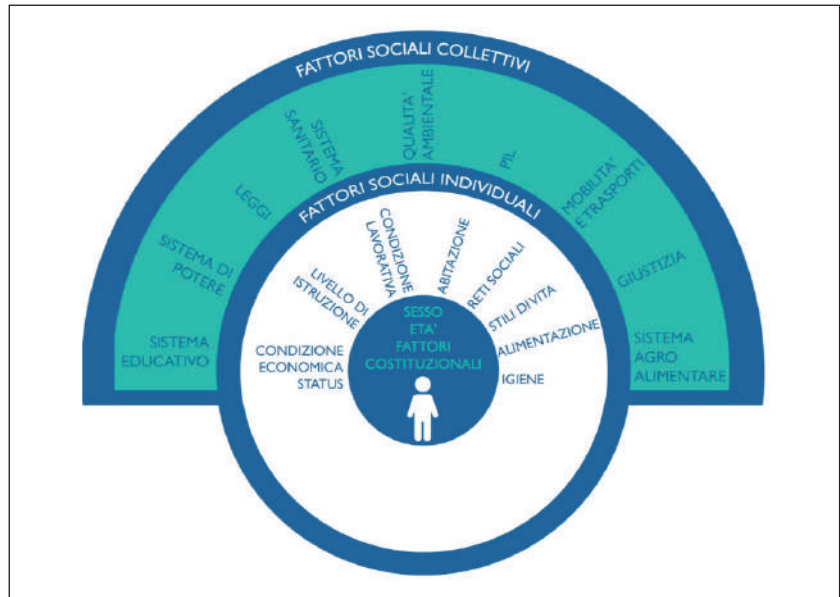 FATTORI SOCIALI COLLETTIVI
SISTEMA
EDUCATIVO
SISTEMA DI
POTERE
LEGGI
SISTEMA
SANITARIO
QUALITA'
AMBIENTALE
PIL
MOBILITA'
E TRASPORTI
GIUSTIZIA
SISTEMA
AGRO
ALIMENTARE
FATTORI SOCIALI INDIVIDUALI
CONDIZIONE
ECONOMICA
STATUS
LIVELLO DI
ISTRUZIONE
CONDIZIONE
LAVORATIVA
ABITAZIONE
RETI SOCIALI
STILI DI VITA
ALIMENTAZIONE
IGIENE
SESSO
ETA'
FATTORI
COSTITUZIONALI